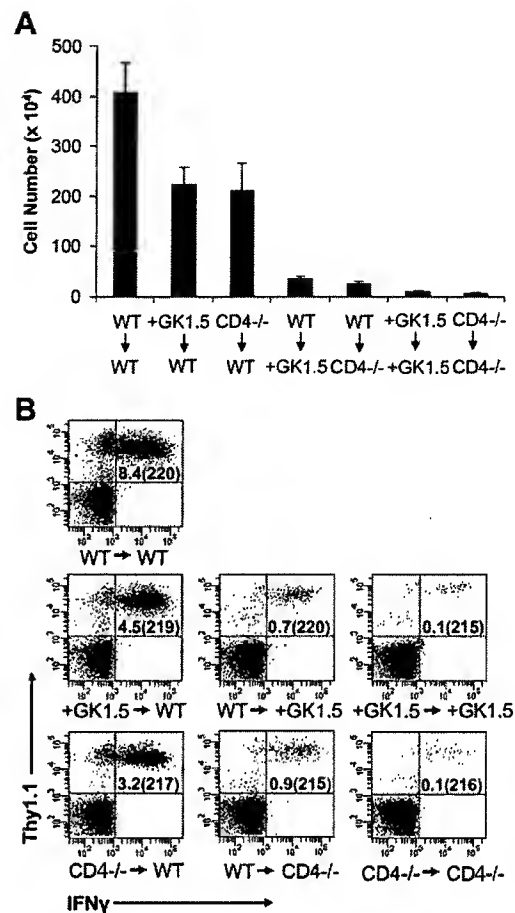 A
Cell Number (x 10⁴)
500
400
300
200
100
0
WT +GK1.5 CD4-/- WT WT +GK1.5 CD4-/-
↓ ↓ ↓ ↓ ↓ ↓ ↓
WT WT WT +GK1.5 CD4-/- +GK1.5 CD4-/-
B
8.4(220)
WT → WT
4.5(219) 0.7(220) 0.1(215)
+GK1.5 → WT WT → +GK1.5 +GK1.5 → +GK1.5
3.2(217) 0.9(215) 0.1(216)
CD4-/- → WT WT → CD4-/- CD4-/- → CD4-/-
Thy1.1
IFNγ